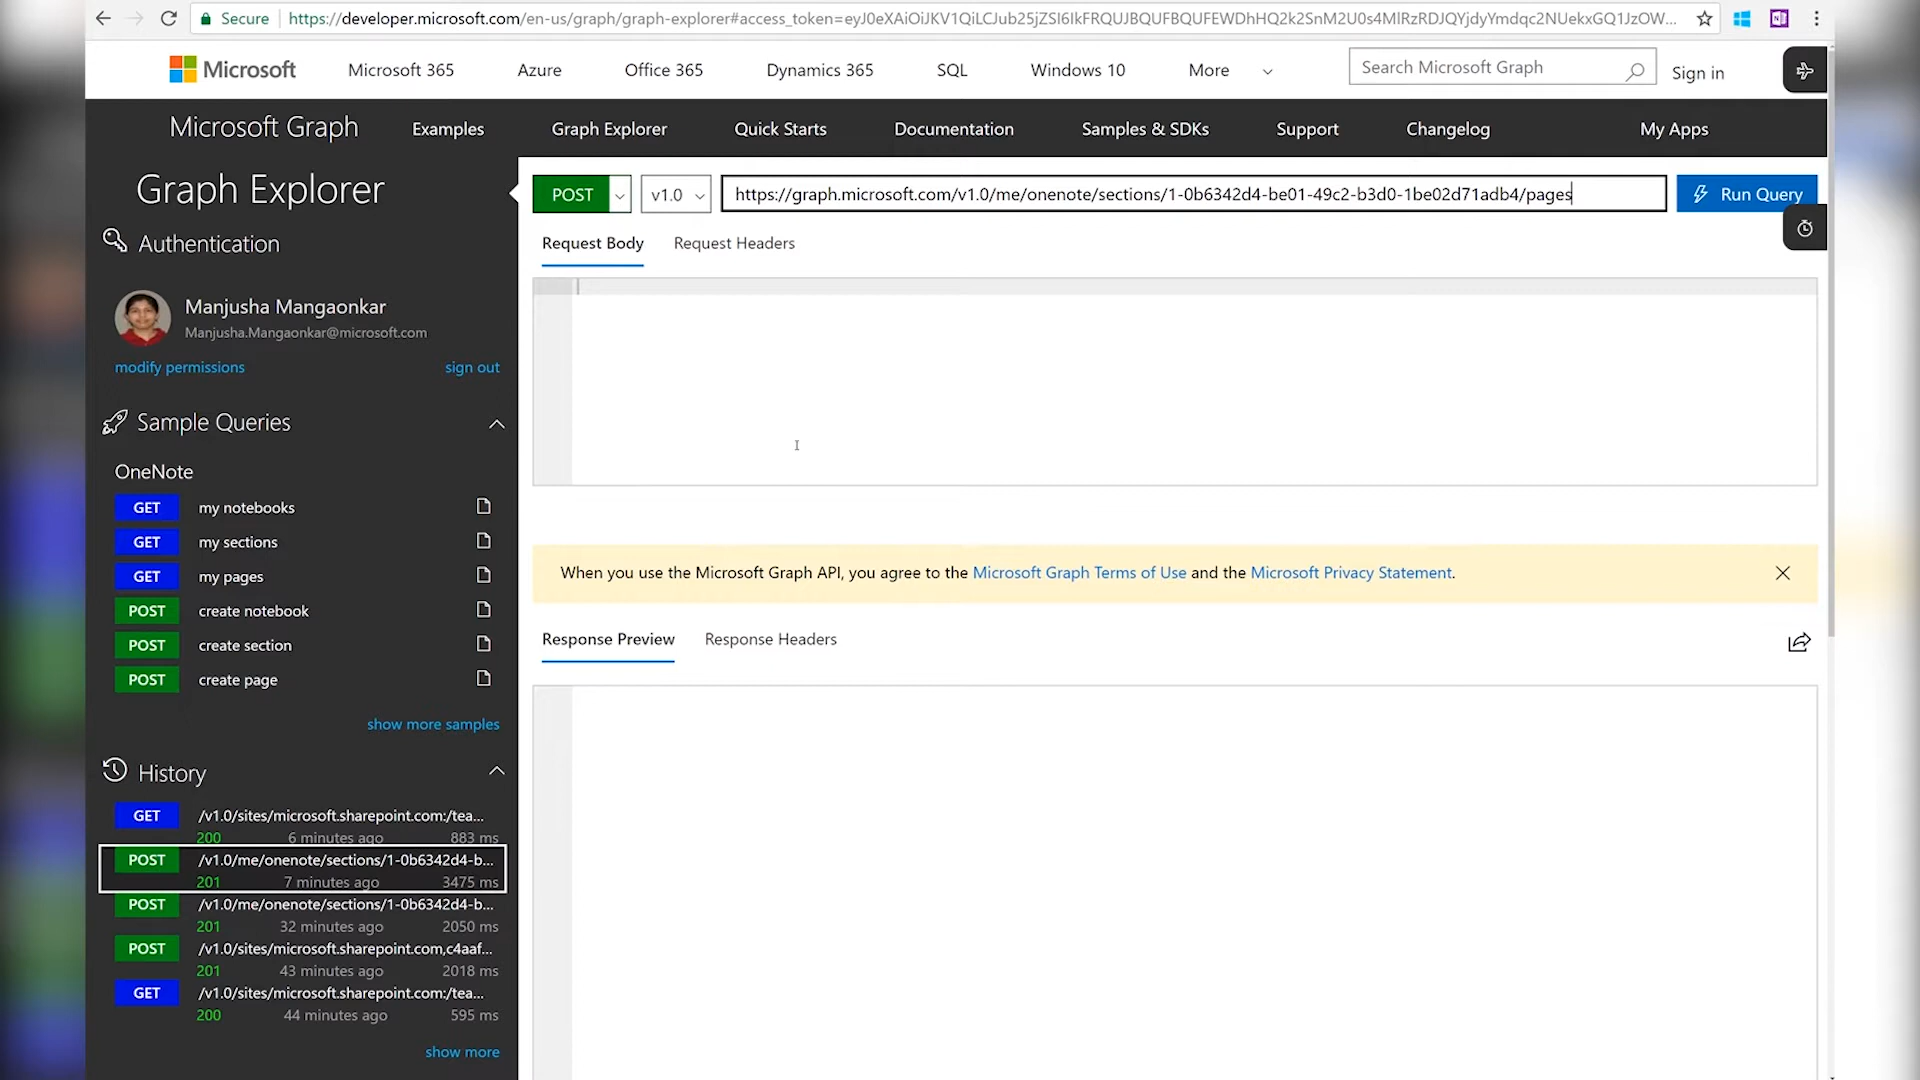 Secure https://developer.microsoft.com/en-us/graph/graph-explorer#access_token=eyJ0eXAiOiJKV1QiLCJub25jZSI6IkFRQUJBQUFBQUFEWDhHQ2k2SnM2U0s4MlRzRDJQYjdyYmdqc2NUekxGQ1JzOW...
Microsoft Microsoft 365 Azure Office 365 Dynamics 365 SQL Windows 10 More Search Microsoft Graph Sign in
Microsoft Graph Examples Graph Explorer Quick Starts Documentation Samples & SDKs Support Changelog My Apps
Graph Explorer
POST v1.0 https://graph.microsoft.com/v1.0/me/onenote/sections/1-0b6342d4-be01-49c2-b3d0-1be02d71adb4/pages Run Query
Authentication
Request Body Request Headers
Manjusha Mangaonkar
Manjusha.Mangaonkar@microsoft.com
modify permissions sign out
Sample Queries
OneNote
GET my notebooks
GET my sections
GET my pages
POST create notebook
POST create section
POST create page
show more samples
When you use the Microsoft Graph API, you agree to the Microsoft Graph Terms of Use and the Microsoft Privacy Statement.
Response Preview Response Headers
History
GET /v1.0/sites/microsoft.sharepoint.com:/tea...
200 6 minutes ago 883 ms
POST /v1.0/me/onenote/sections/1-0b6342d4-b...
201 7 minutes ago 3475 ms
POST /v1.0/me/onenote/sections/1-0b6342d4-b...
201 32 minutes ago 2050 ms
POST /v1.0/sites/microsoft.sharepoint.com,c4aaf...
201 43 minutes ago 2018 ms
GET /v1.0/sites/microsoft.sharepoint.com:/tea...
200 44 minutes ago 595 ms
show more